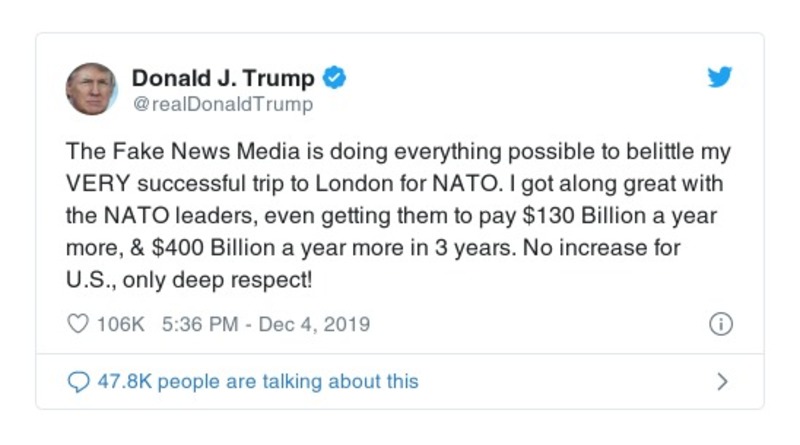 Donald J. Trump
@realDonaldTrump
The Fake News Media is doing everything possible to belittle my
VERY successful trip to London for NATO. I got along great with
the NATO leaders, even getting them to pay $130 Billion a year
more, & $400 Billion a year more in 3 years. No increase for
U.S., only deep respect!
106K 5:36 PM - Dec 4, 2019
47.8K people are talking about this